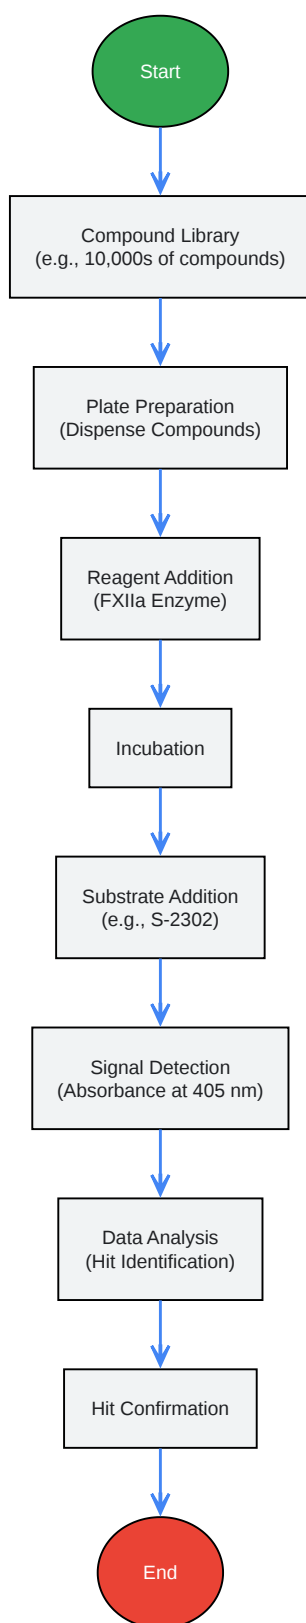 Start
Compound Library
(e.g., 10,000s of compounds)
Plate Preparation
(Dispense Compounds)
Reagent Addition
(FXIIa Enzyme)
Incubation
Substrate Addition
(e.g., S-2302)
Signal Detection
(Absorbance at 405 nm)
Data Analysis
(Hit Identification)
Hit Confirmation
End